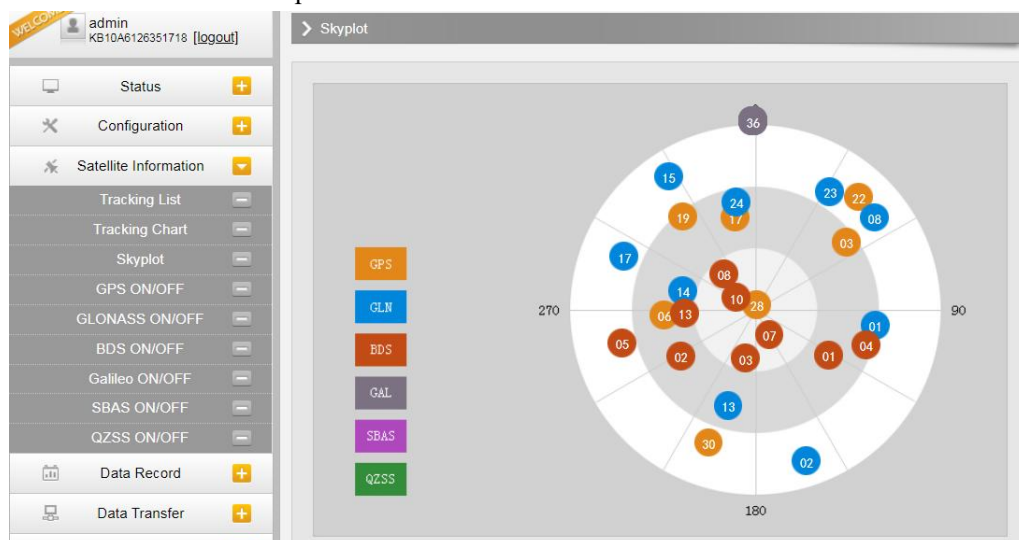 WELCOME
admin
KB10A6126351718 [logout]
Status
Configuration
Satellite Information
Tracking List
Tracking Chart
Skyplot
GPS ON/OFF
GLONASS ON/OFF
BDS ON/OFF
Galileo ON/OFF
SBAS ON/OFF
QZSS ON/OFF
Data Record
Data Transfer
Skyplot
GPS
GLN
BDS
GAL
SBAS
QZSS
36
15
23
22
24
19
17
08
03
17
08
14
10
28
270
90
06
13
01
07
05
04
02
03
01
13
30
02
180